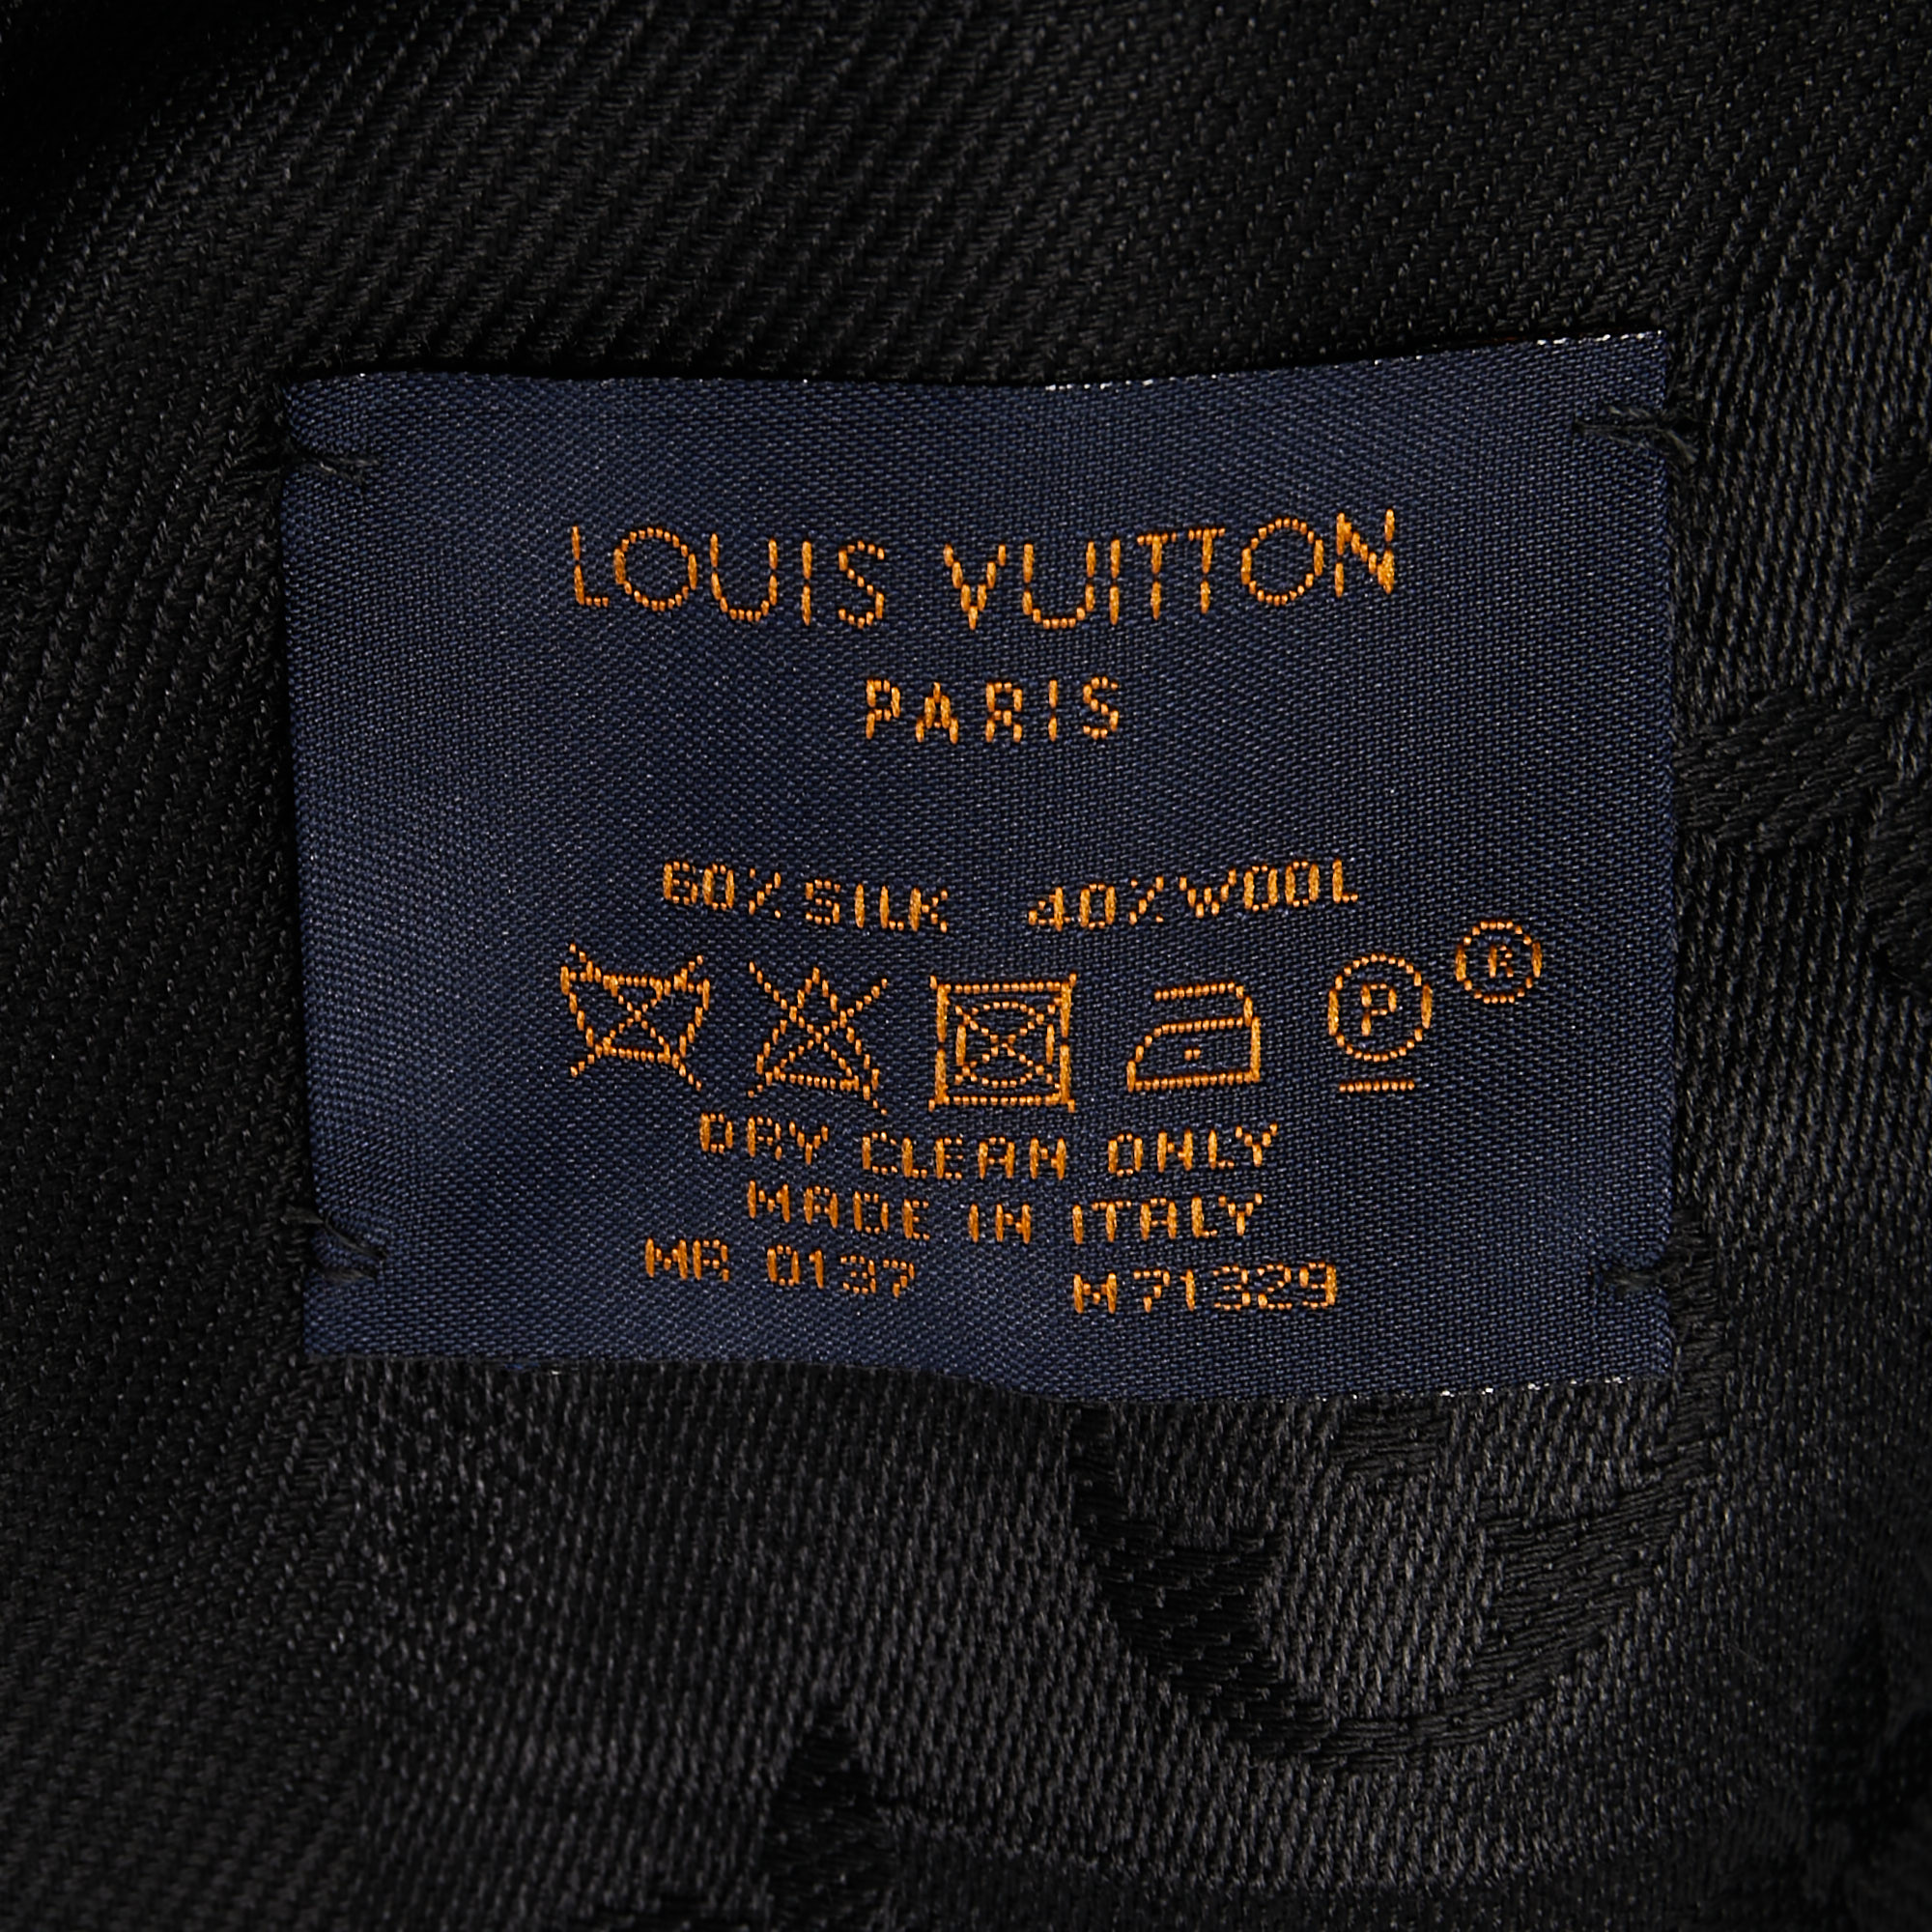 LOUIS VUITTON
PARIS
60% SILK 40% WOOL
P ®
DRY CLEAN ONLY
MADE IN ITALY
MR 0137 M71329